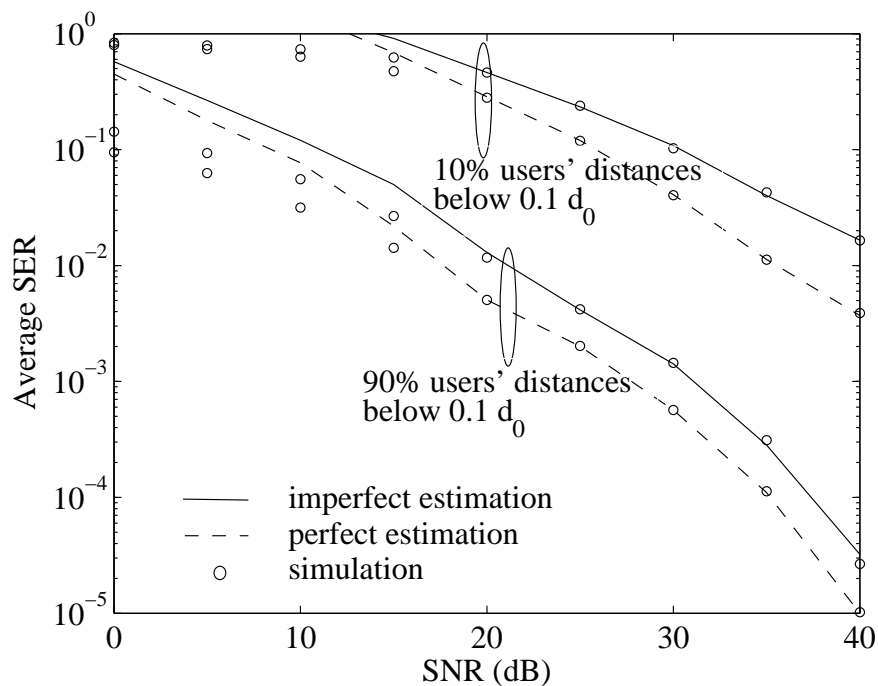 10^0
10^-1
10^-2
10^-3
10^-4
10^-5
Average SER
10% users' distances
below 0.1 d_0
90% users' distances
below 0.1 d_0
imperfect estimation
perfect estimation
simulation
0 10 20 30 40
SNR (dB)